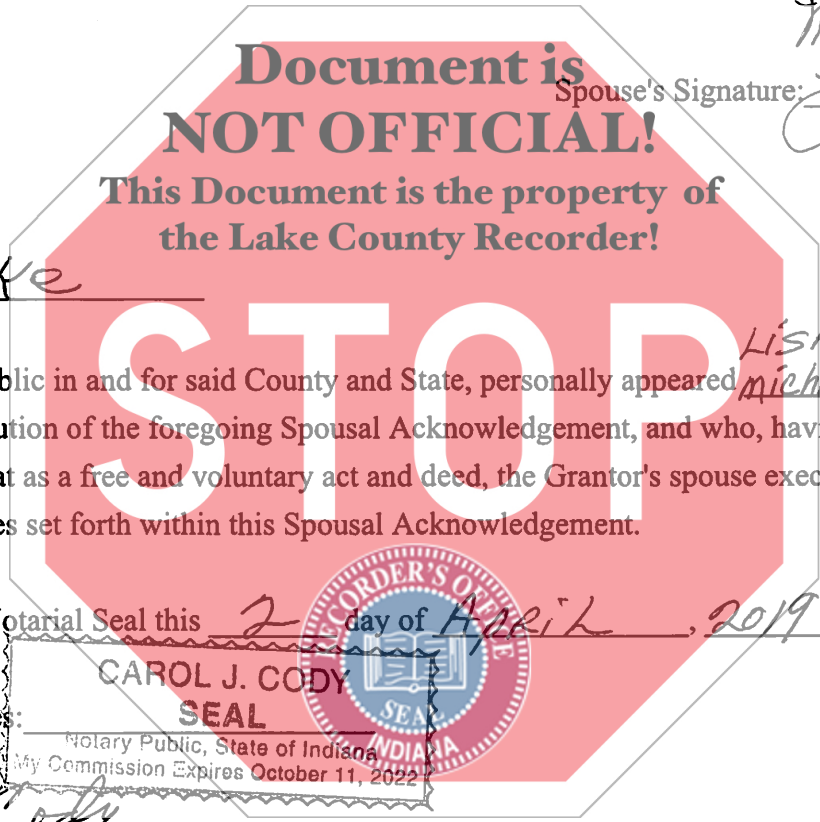 Document is
Spouse's Signature:
NOT OFFICIAL!
This Document is the property of
the Lake County Recorder!
ke
STOP
blic in and for said County and State, personally appeared
ution of the foregoing Spousal Acknowledgement, and who, havi
at as a free and voluntary act and deed, the Grantor's spouse exec
es set forth within this Spousal Acknowledgement.
otarial Seal this 2 day of April, 2019
RECORDER'S OFFICE
SEAL
INDIANA
CAROL J. CODY
SEAL
s:
Notary Public, State of Indiana
My Commission Expires October 11, 2022